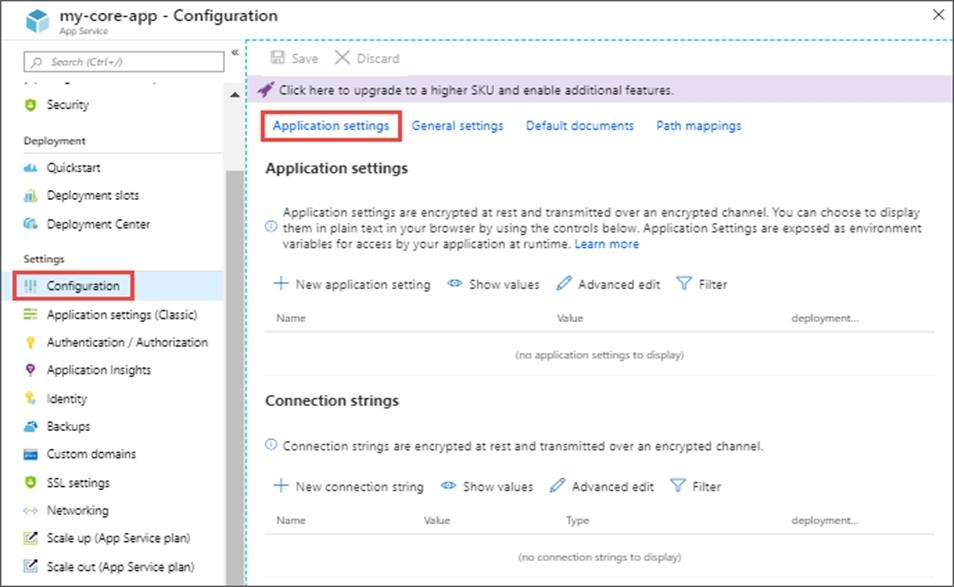 my-core-app - Configuration
App Service
Search (Ctrl+/)
«
Security
Deployment
Quickstart
Deployment slots
Deployment Center
Settings
Configuration
Application settings (Classic)
Authentication / Authorization
Application Insights
Identity
Backups
Custom domains
SSL settings
Networking
Scale up (App Service plan)
Scale out (App Service plan)
Save Discard
Click here to upgrade to a higher SKU and enable additional features.
Application settings General settings Default documents Path mappings
Application settings
Application settings are encrypted at rest and transmitted over an encrypted channel. You can choose to display
them in plain text in your browser by using the controls below. Application Settings are exposed as environment
variables for access by your application at runtime. Learn more
New application setting Show values Advanced edit Filter
Name Value deployment...
(no application settings to display)
Connection strings
Connection strings are encrypted at rest and transmitted over an encrypted channel.
New connection string Show values Advanced edit Filter
Name Value Type deployment...
(no connection strings to display)